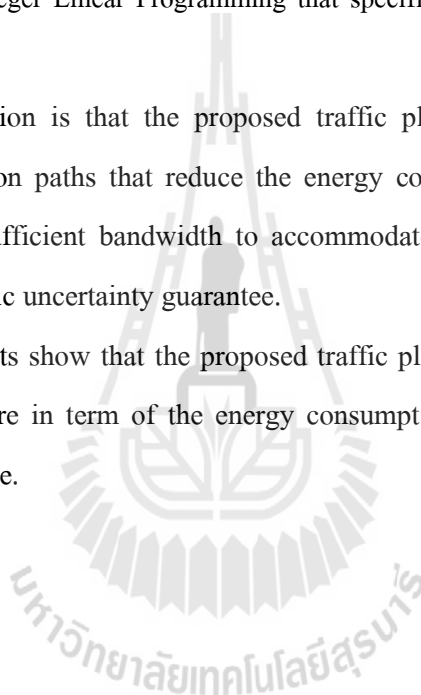 eger Linear Programming that specifi
ion is that the proposed traffic pl
on paths that reduce the energy co
ufficient bandwidth to accommodat
ic uncertainty guarantee.
ts show that the proposed traffic pl
re in term of the energy consumpt
e.
มหาวิทยาลัยเทคโนโลยีสุรนารี